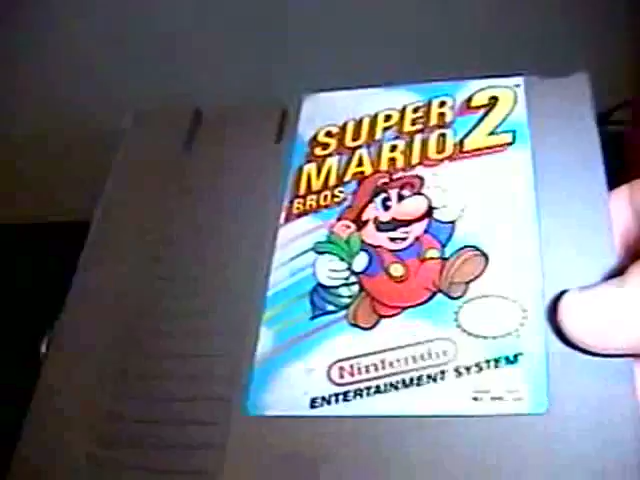 SUPER
MARIO 2
BROS
Nintendo
ENTERTAINMENT SYSTEM